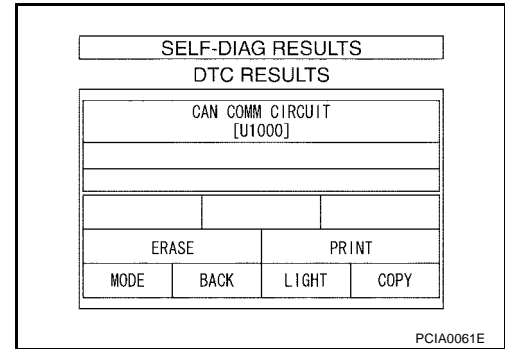 SELF-DIAG RESULTS
DTC RESULTS
CAN COMM CIRCUIT
[U1000]
ERASE PRINT
MODE BACK LIGHT COPY
PCIA0061E